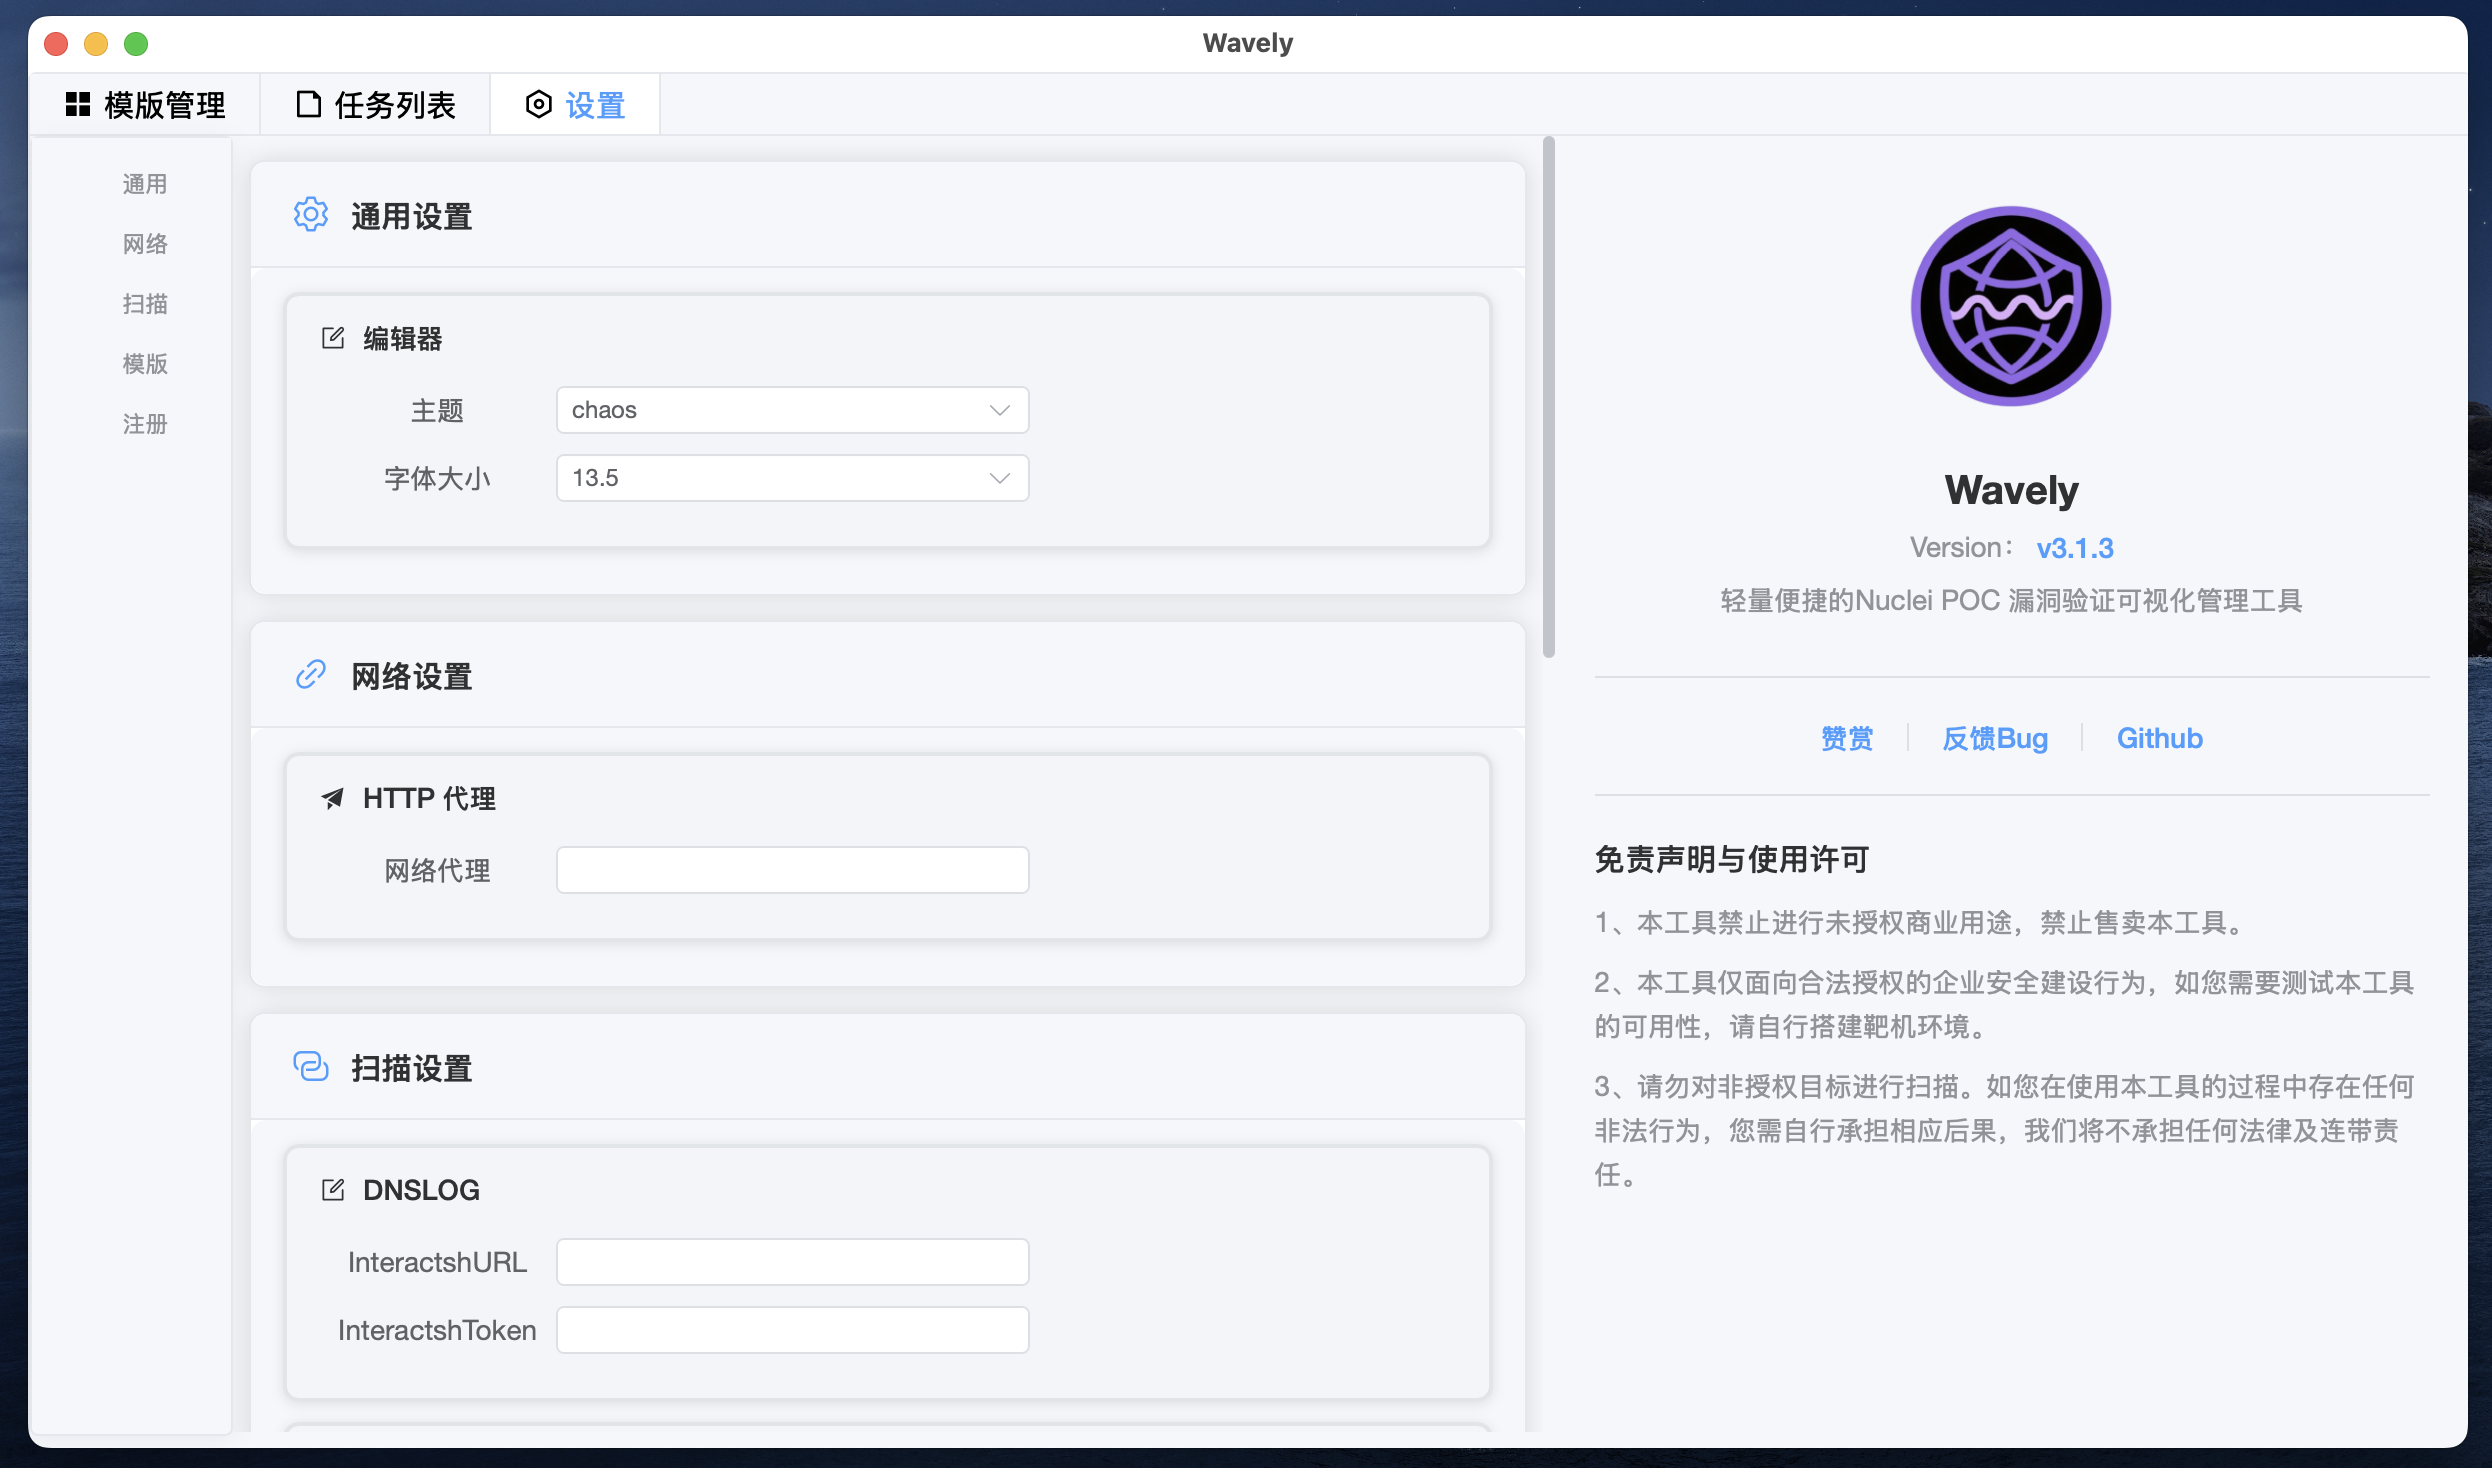 Wavely
模版管理
任务列表
设置
通用
网络
扫描
模版
注册
通用设置
编辑器
主题
chaos
字体大小
13.5
网络设置
HTTP 代理
网络代理
扫描设置
DNSLOG
InteractshURL
InteractshToken
Wavely
Version： v3.1.3
轻量便捷的Nuclei POC 漏洞验证可视化管理工具
赞赏
反馈Bug
Github
免责声明与使用许可
1、本工具禁止进行未授权商业用途，禁止售卖本工具。
2、本工具仅面向合法授权的企业安全建设行为，如您需要测试本工具
的可用性，请自行搭建靶机环境。
3、请勿对非授权目标进行扫描。如您在使用本工具的过程中存在任何
非法行为，您需自行承担相应后果，我们将不承担任何法律及连带责
任。